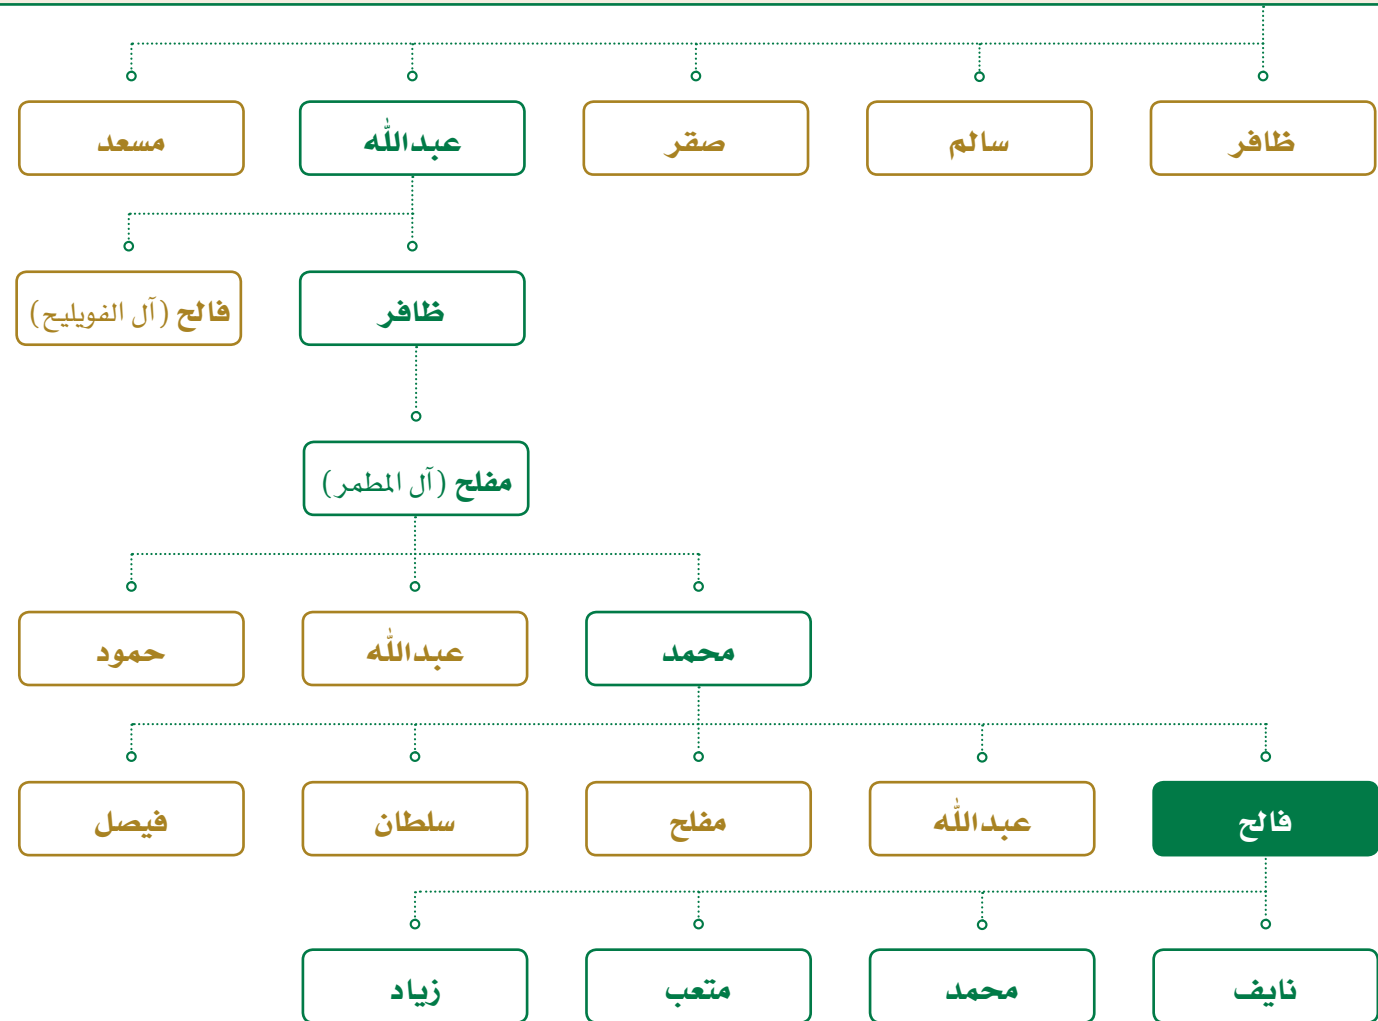 ظافر
سالم
صقر
عبدالله
مسعد
ظافر
فالح (آل الفويليح)
مفلح (آل المطمر)
محمد
عبدالله
حمود
فالح
عبدالله
مفلح
سلطان
فيصل
نايف
محمد
متعب
زياد